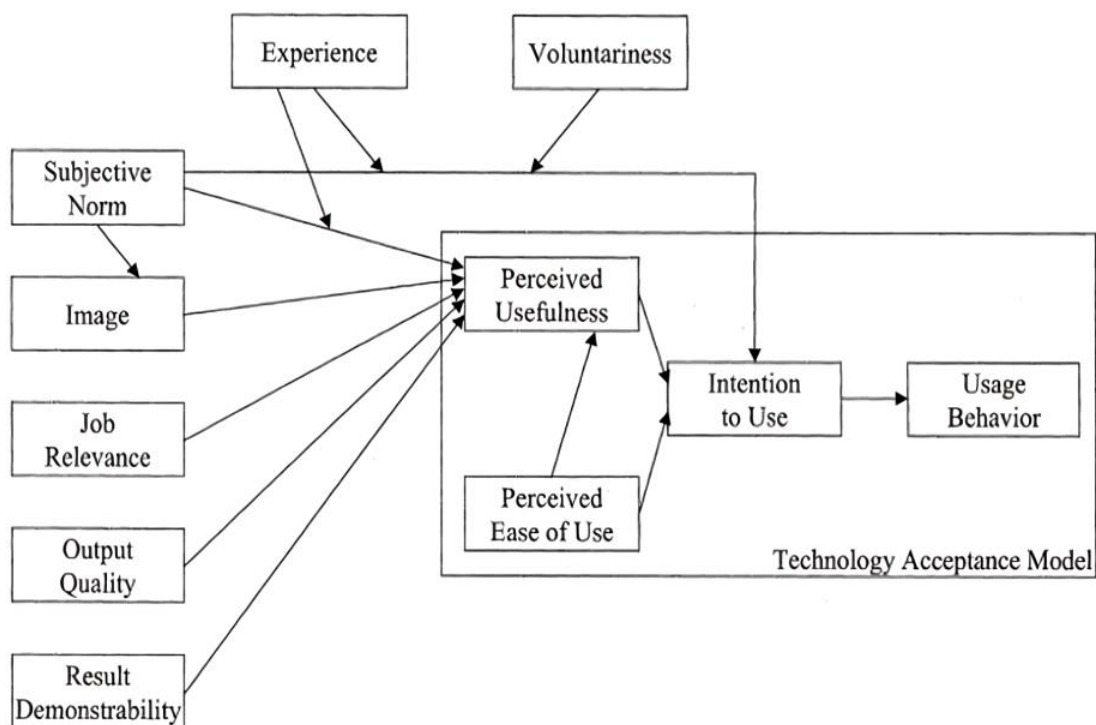 Experience
Voluntariness
Subjective
Norm
Image
Job
Relevance
Output
Quality
Result
Demonstrability
Perceived
Usefulness
Perceived
Ease of Use
Intention
to Use
Usage
Behavior
Technology Acceptance Model